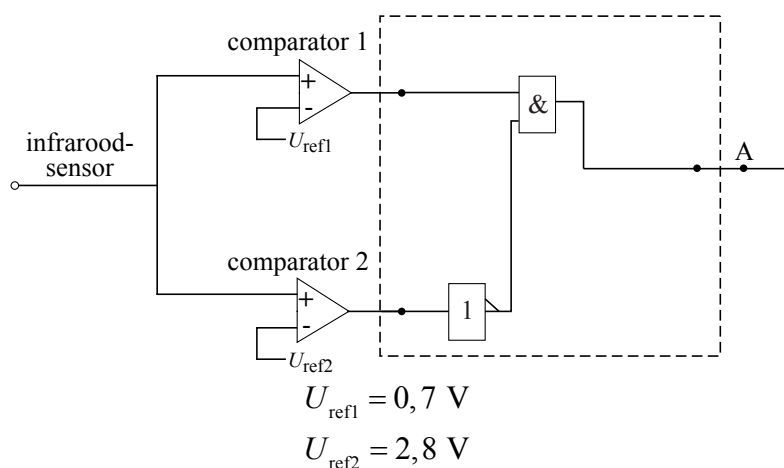 comparator 1
+
-
U_ref1
&
infrarood-
sensor
A
comparator 2
+
-
U_ref2
1
U_ref1 = 0,7 V
U_ref2 = 2,8 V